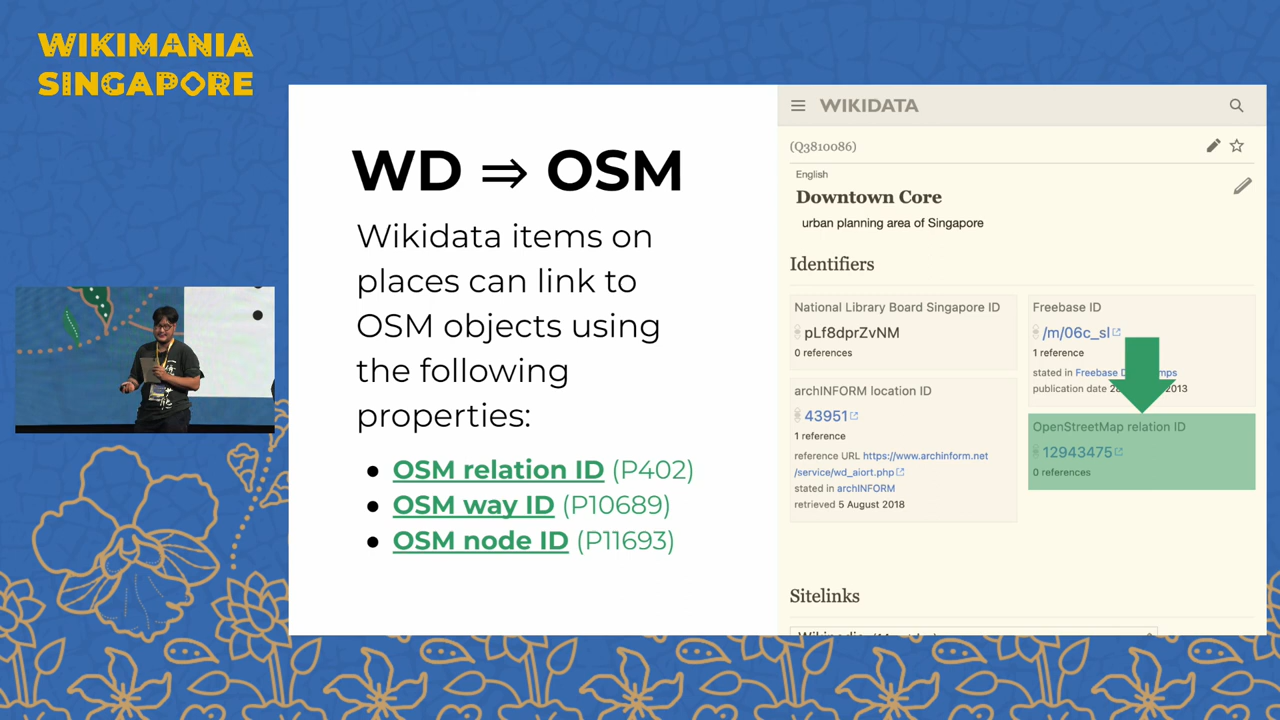 WIKIMANIA
SINGAPORE
WD ⇒ OSM
Wikidata items on
places can link to
OSM objects using
the following
properties:
● OSM relation ID (P402)
● OSM way ID (P10689)
● OSM node ID (P11693)
WIKIDATA
(Q3810086)
English
Downtown Core
urban planning area of Singapore
Identifiers
National Library Board Singapore ID
pLf8dprZvNM
0 references
archINFORM location ID
43951
1 reference
reference URL https://www.archinform.net
/service/wd_aiort.php
stated in archINFORM
retrieved 5 August 2018
Freebase ID
/m/06c_sl
1 reference
stated in Freebase
publication date 2013
OpenStreetMap relation ID
12943475
0 references
Sitelinks